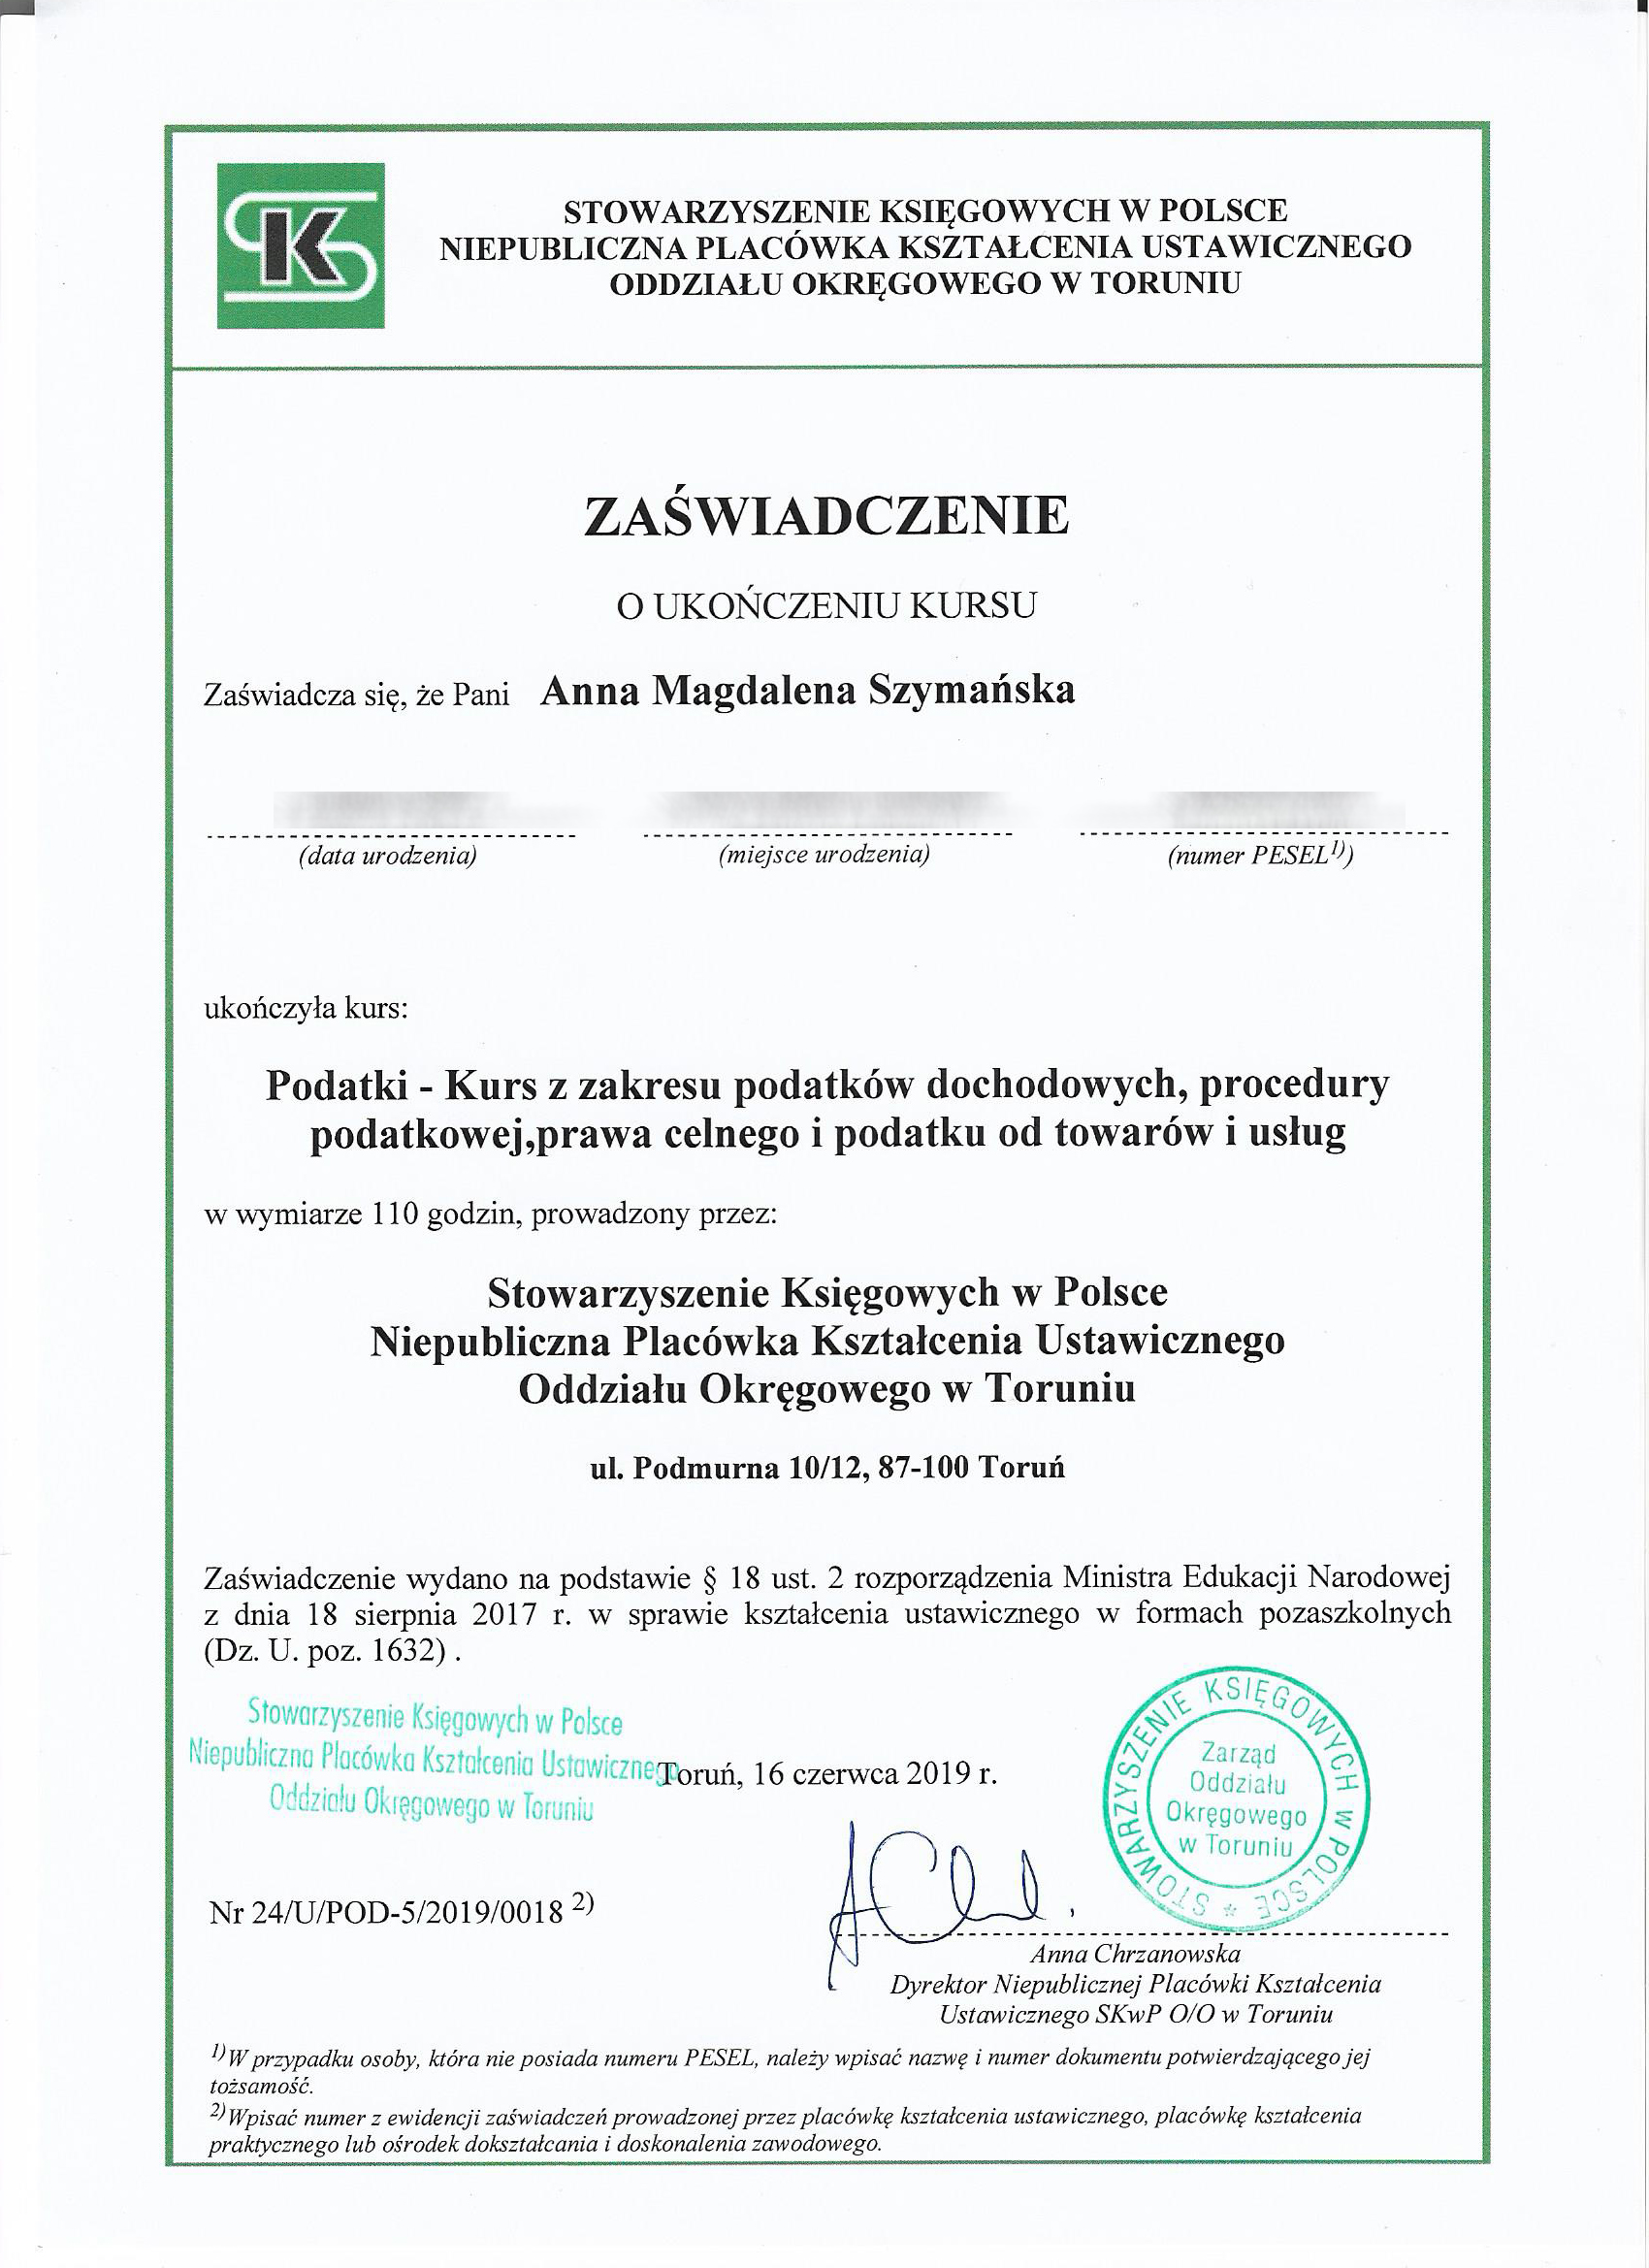 SK
STOWARZYSZENIE KSIĘGOWYCH W POLSCE
NIEPUBLICZNA PLACÓWKA KSZTAŁCENIA USTAWICZNEGO
ODDZIAŁU OKRĘGOWEGO W TORUNIU
ZAŚWIADCZENIE
O UKOŃCZENIU KURSU
Zaświadcza się, że Pani Anna Magdalena Szymańska
(data urodzenia) (miejsce urodzenia) (numer PESEL¹⁾)
ukończyła kurs:
Podatki - Kurs z zakresu podatków dochodowych, procedury
podatkowej,prawa celnego i podatku od towarów i usług
w wymiarze 110 godzin, prowadzony przez:
Stowarzyszenie Księgowych w Polsce
Niepubliczna Placówka Kształcenia Ustawicznego
Oddziału Okręgowego w Toruniu
ul. Podmurna 10/12, 87-100 Toruń
Zaświadczenie wydano na podstawie § 18 ust. 2 rozporządzenia Ministra Edukacji Narodowej
z dnia 18 sierpnia 2017 r. w sprawie kształcenia ustawicznego w formach pozaszkolnych
(Dz. U. poz. 1632) .
Stowarzyszenie Księgowych w Polsce
Niepubliczna Placówka Kształcenia Ustawicznego
Oddziału Okręgowego w Toruniu
Toruń, 16 czerwca 2019 r.
STOWARZYSZENIE KSIĘGOWYCH W POLSCE *
Zarząd
Oddziału
Okręgowego
w Toruniu
Nr 24/U/POD-5/2019/0018 ²⁾
Anna Chrzanowska
Dyrektor Niepublicznej Placówki Kształcenia
Ustawicznego SKwP O/O w Toruniu
¹⁾W przypadku osoby, która nie posiada numeru PESEL, należy wpisać nazwę i numer dokumentu potwierdzającego jej
tożsamość.
²⁾Wpisać numer z ewidencji zaświadczeń prowadzonej przez placówkę kształcenia ustawicznego, placówkę kształcenia
praktycznego lub ośrodek dokształcania i doskonalenia zawodowego.